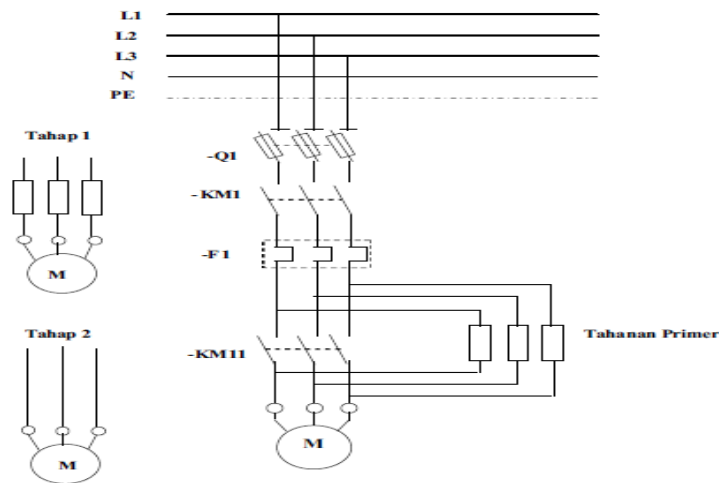 L1
L2
L3
N
PE
Tahap 1
-Q1
-KM1
-F1
M
Tahap 2
-KM11
Tahanan Primer
M
M